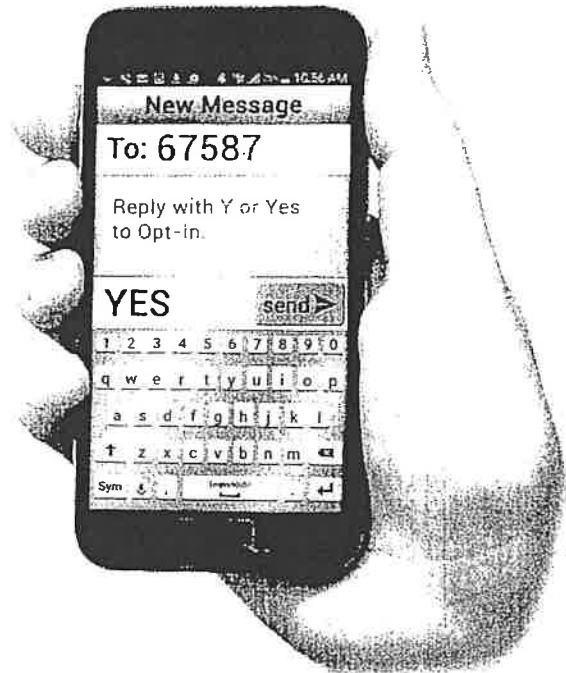 10:56 AM
New Message
To: 67587
Reply with Y or Yes
to Opt-in.
YES
send
1 2 3 4 5 6 7 8 9 0
q w e r t y u i o p
a s d f g h j k l
z x c v b n m
Sym , .